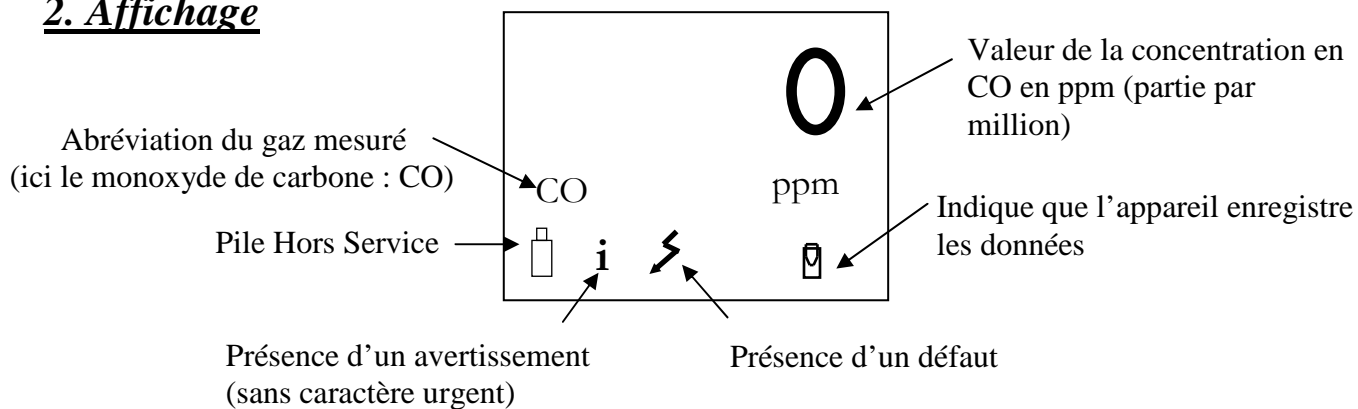 2. Affichage
Valeur de la concentration en
CO en ppm (partie par
million)
0
Abréviation du gaz mesuré
(ici le monoxyde de carbone : CO)
CO
ppm
Indique que l’appareil enregistre
les données
Pile Hors Service
i
Présence d’un avertissement
(sans caractère urgent)
Présence d’un défaut